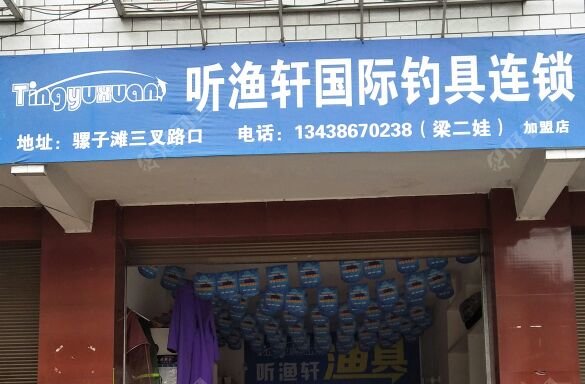 Tingyuxuan 听渔轩国际钓具连锁
地址：骡子滩三叉路口 电话：13438670238（梁二娃） 加盟店
渔具
听渔轩